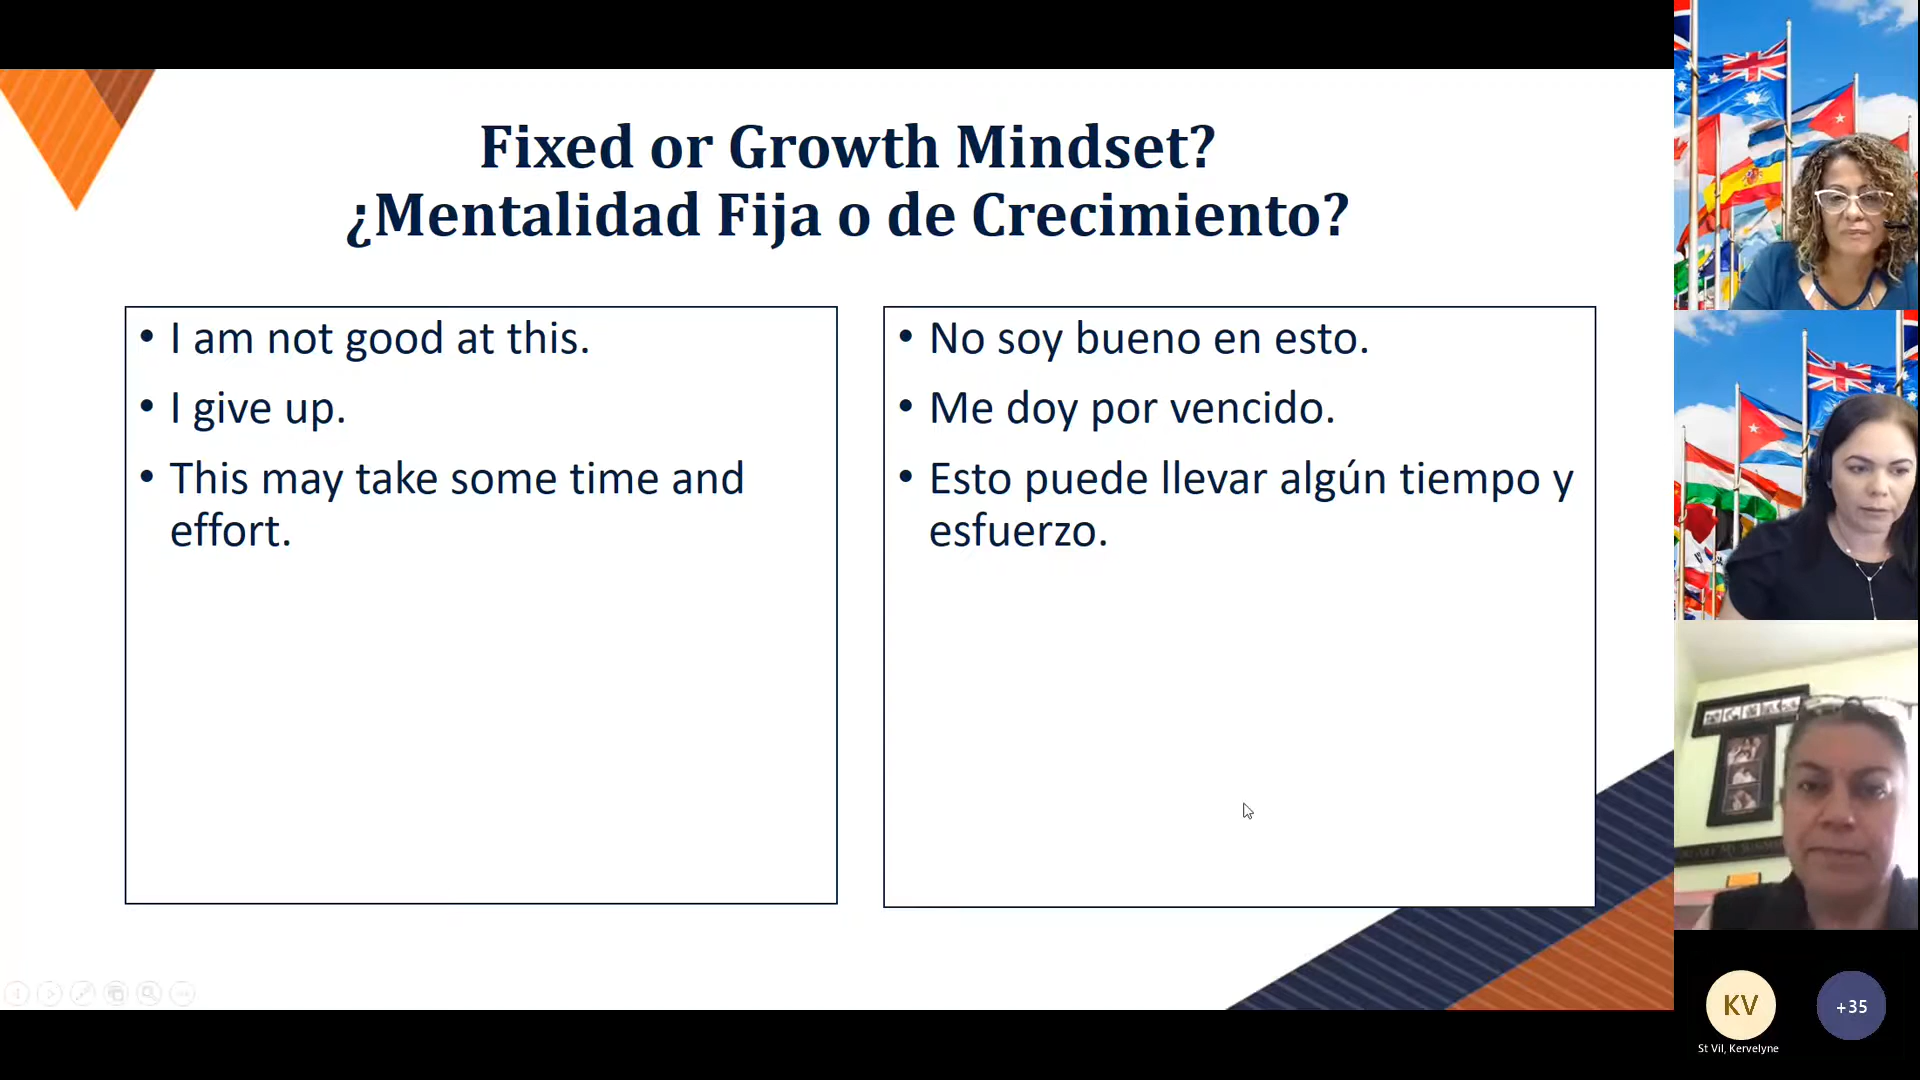 Fixed or Growth Mindset?
¿Mentalidad Fija o de Crecimiento?
• I am not good at this.
• I give up.
• This may take some time and
effort.
• No soy bueno en esto.
• Me doy por vencido.
• Esto puede llevar algún tiempo y
esfuerzo.
KV
St Vil, Kervelyne
+35